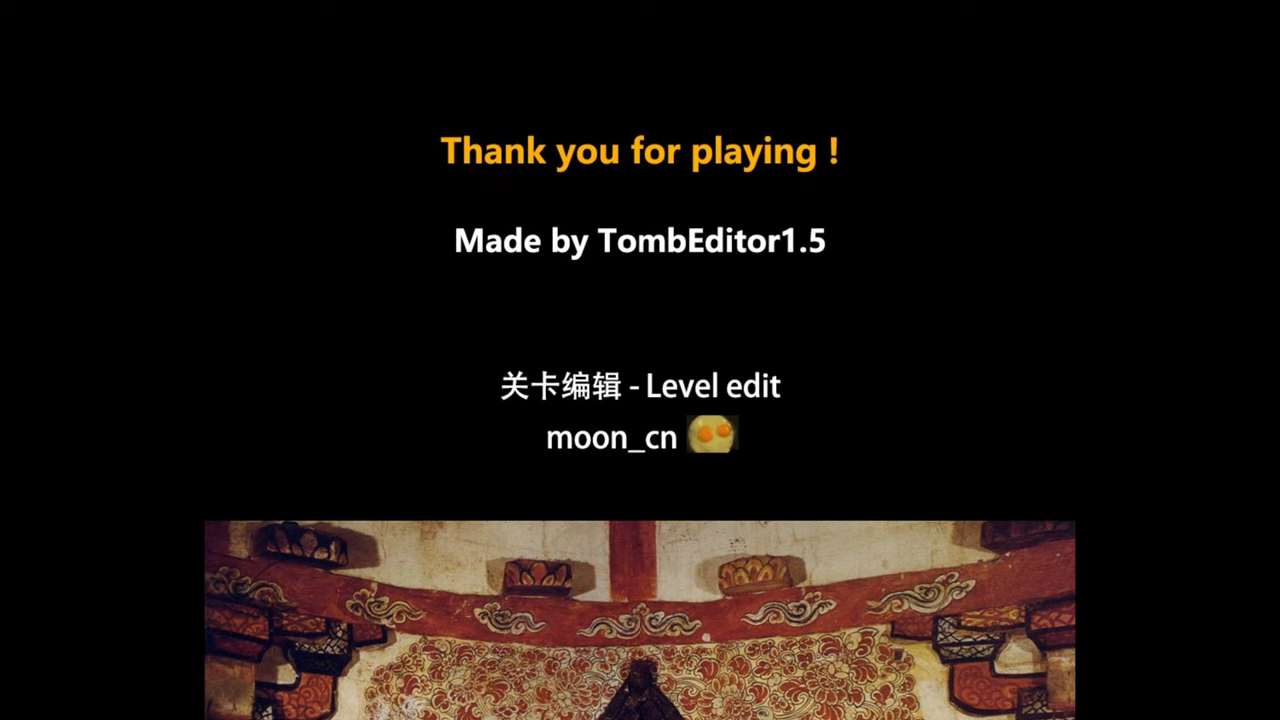 Thank you for playing !
Made by TombEditor1.5
关卡编辑 - Level edit
moon_cn